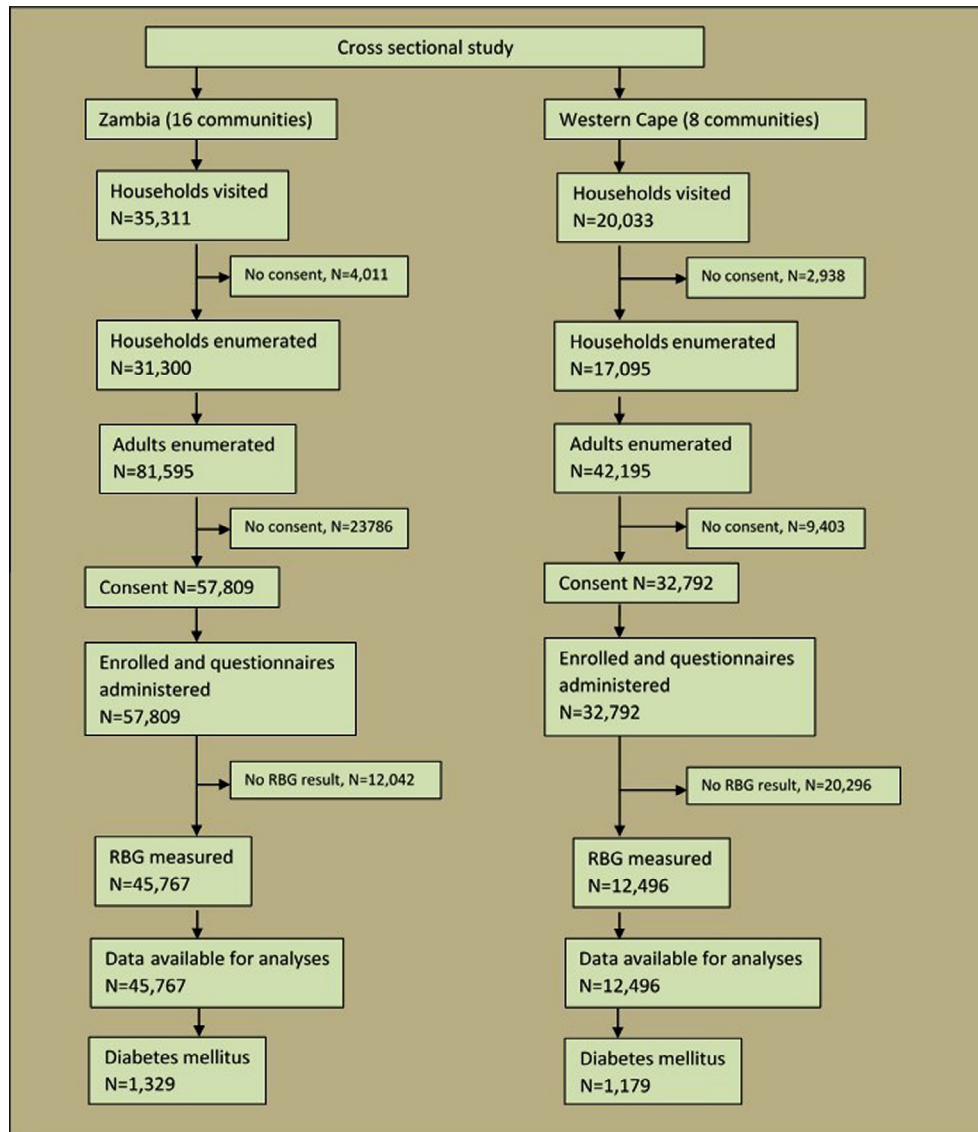 Cross sectional study
Zambia (16 communities)
Households visited
N=35,311
No consent, N=4,011
Households enumerated
N=31,300
Adults enumerated
N=81,595
No consent, N=23786
Consent N=57,809
Enrolled and questionnaires
administered
N=57,809
No RBG result, N=12,042
RBG measured
N=45,767
Data available for analyses
N=45,767
Diabetes mellitus
N=1,329
Western Cape (8 communities)
Households visited
N=20,033
No consent, N=2,938
Households enumerated
N=17,095
Adults enumerated
N=42,195
No consent, N=9,403
Consent N=32,792
Enrolled and questionnaires
administered
N=32,792
No RBG result, N=20,296
RBG measured
N=12,496
Data available for analyses
N=12,496
Diabetes mellitus
N=1,179